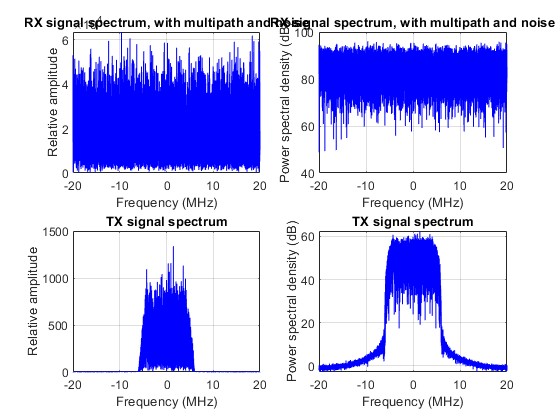 RX signal spectrum, with multipath and noise
RX signal spectrum, with multipath and noise
Relative amplitude
6
4
2
0
-20 -10 0 10 20
Frequency (MHz)
Power spectral density (dB)
100
80
60
40
-20 -10 0 10 20
Frequency (MHz)
TX signal spectrum
Relative amplitude
1500
1000
500
0
-20 -10 0 10 20
Frequency (MHz)
TX signal spectrum
Power spectral density (dB)
60
40
20
0
-20 -10 0 10 20
Frequency (MHz)